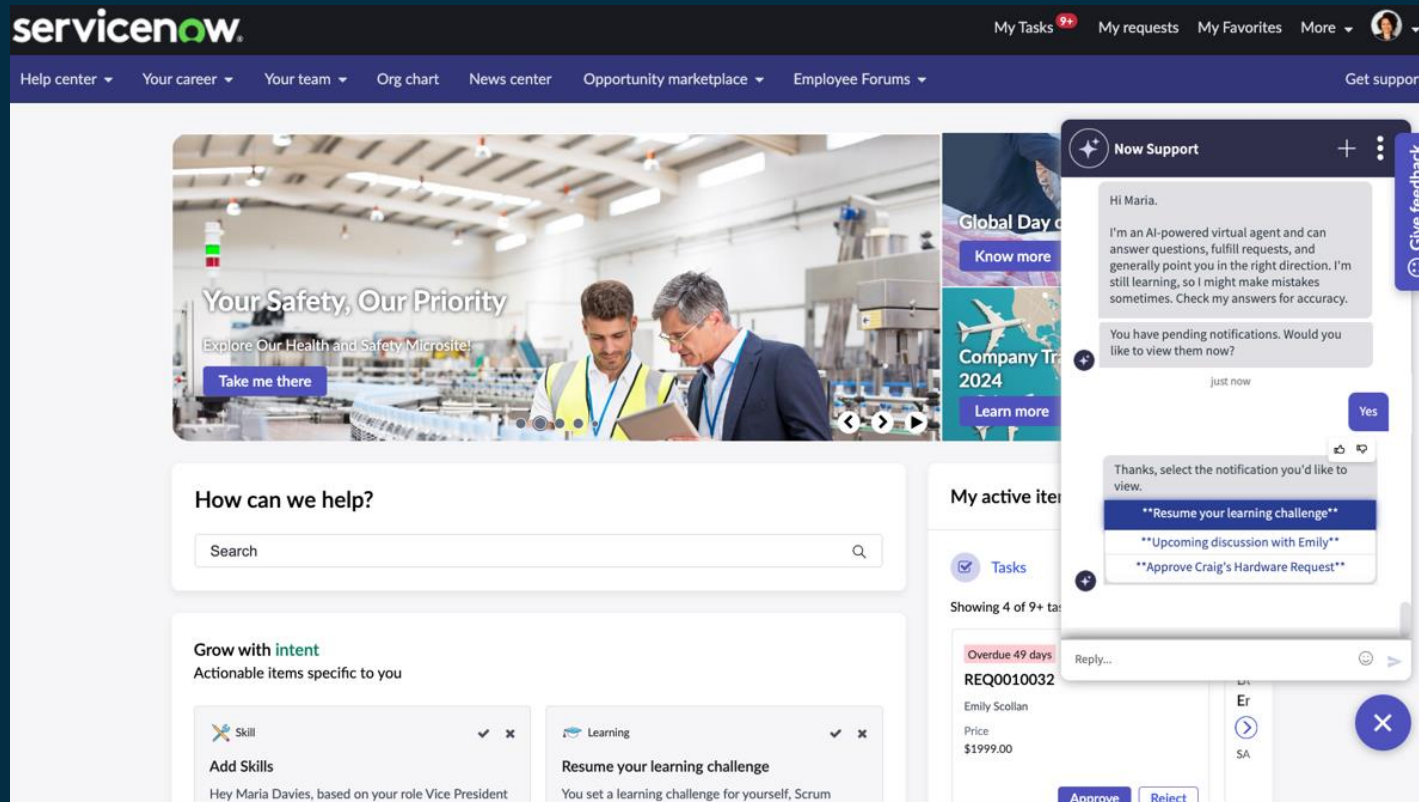 servicenow.
My Tasks 9+ My requests My Favorites More
Help center Your career Your team Org chart News center Opportunity marketplace Employee Forums Get suppor
Your Safety, Our Priority
Explore Our Health and Safety Microsite!
Take me there
Global Day
Know more
Company
2024
Learn more
How can we help?
Search
Grow with intent
Actionable items specific to you
Skill
Add Skills
Hey Maria Davies, based on your role Vice President
Learning
Resume your learning challenge
You set a learning challenge for yourself, Scrum
My active
Tasks
Showing 4 of 9+
Overdue 49 days
REQ0010032
Emily Scollan
Price
$1999.00
Approve Reject
Er
SA
Now Support
Hi Maria.
I'm an AI-powered virtual agent and can
answer questions, fulfill requests, and
generally point you in the right direction. I'm
still learning, so I might make mistakes
sometimes. Check my answers for accuracy.
You have pending notifications. Would you
like to view them now?
just now
Yes
Thanks, select the notification you'd like to
view.
**Resume your learning challenge**
**Upcoming discussion with Emily**
**Approve Craig's Hardware Request**
Reply...
Give feedback